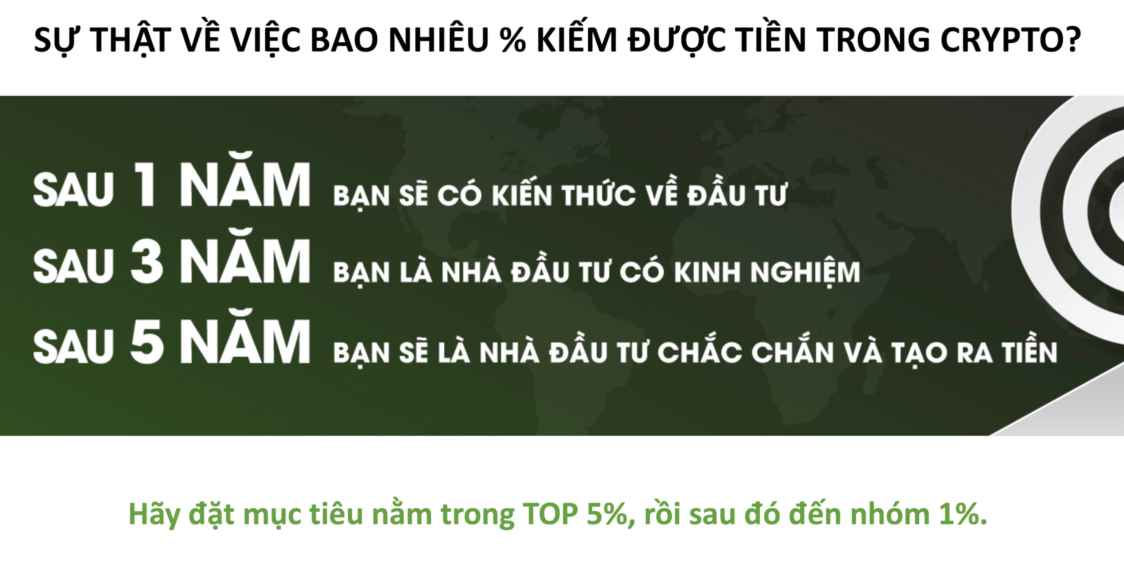 SỰ THẬT VỀ VIỆC BAO NHIÊU % KIẾM ĐƯỢC TIỀN TRONG CRYPTO?
SAU 1 NĂM BẠN SẼ CÓ KIẾN THỨC VỀ ĐẦU TƯ
SAU 3 NĂM BẠN LÀ NHÀ ĐẦU TƯ CÓ KINH NGHIỆM
SAU 5 NĂM BẠN SẼ LÀ NHÀ ĐẦU TƯ CHẮC CHẮN VÀ TẠO RA TIỀN
Hãy đặt mục tiêu nằm trong TOP 5%, rồi sau đó đến nhóm 1%.